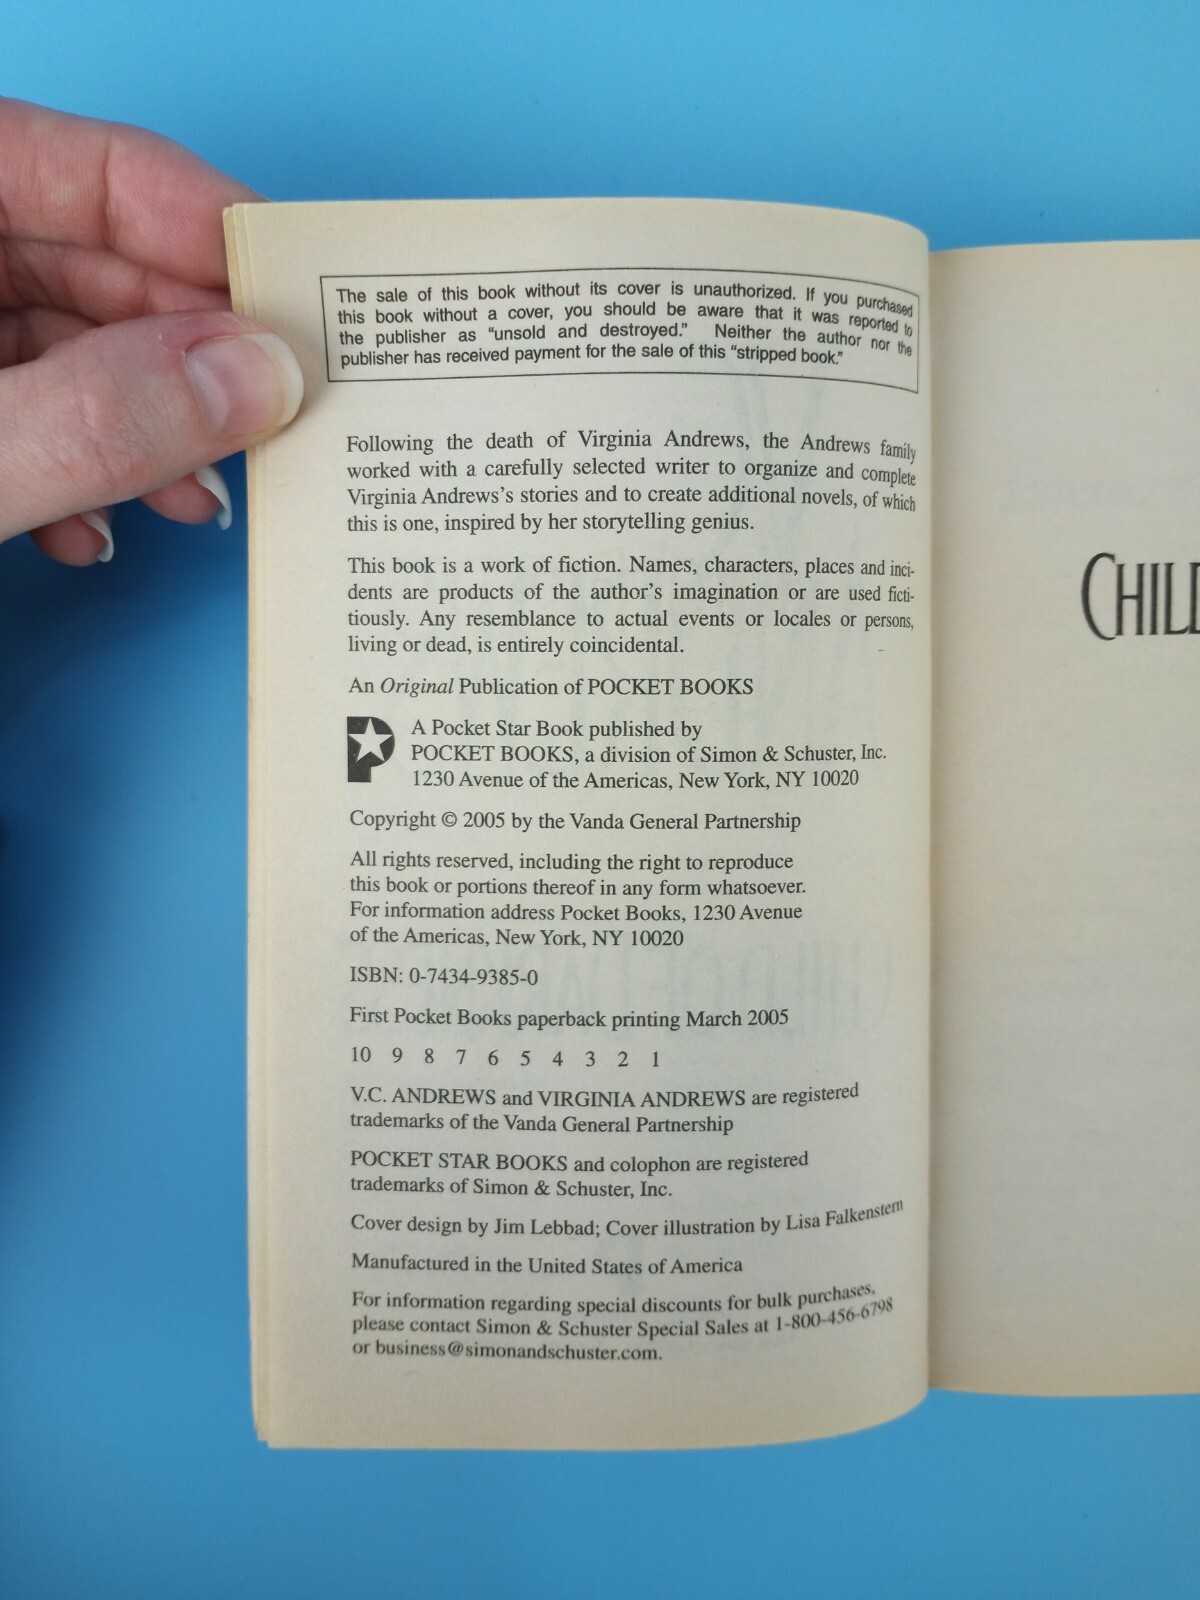 The sale of this book without its cover is unauthorized. If you purchased
this book without a cover, you should be aware that it was reported to
the publisher as “unsold and destroyed.” Neither the author nor the
publisher has received payment for the sale of this “stripped book.”
Following the death of Virginia Andrews, the Andrews family
worked with a carefully selected writer to organize and complete
Virginia Andrews’s stories and to create additional novels, of which
this is one, inspired by her storytelling genius.
This book is a work of fiction. Names, characters, places and inci-
dents are products of the author’s imagination or are used ficti-
tiously. Any resemblance to actual events or locales or persons,
living or dead, is entirely coincidental.
An Original Publication of POCKET BOOKS
A Pocket Star Book published by
POCKET BOOKS, a division of Simon & Schuster, Inc.
1230 Avenue of the Americas, New York, NY 10020
Copyright © 2005 by the Vanda General Partnership
All rights reserved, including the right to reproduce
this book or portions thereof in any form whatsoever.
For information address Pocket Books, 1230 Avenue
of the Americas, New York, NY 10020
ISBN: 0-7434-9385-0
First Pocket Books paperback printing March 2005
10 9 8 7 6 5 4 3 2 1
V.C. ANDREWS and VIRGINIA ANDREWS are registered
trademarks of the Vanda General Partnership
POCKET STAR BOOKS and colophon are registered
trademarks of Simon & Schuster, Inc.
Cover design by Jim Lebbad; Cover illustration by Lisa Falkenstern
Manufactured in the United States of America
For information regarding special discounts for bulk purchases,
please contact Simon & Schuster Special Sales at 1-800-456-6798
or business@simonandschuster.com.
CHILD